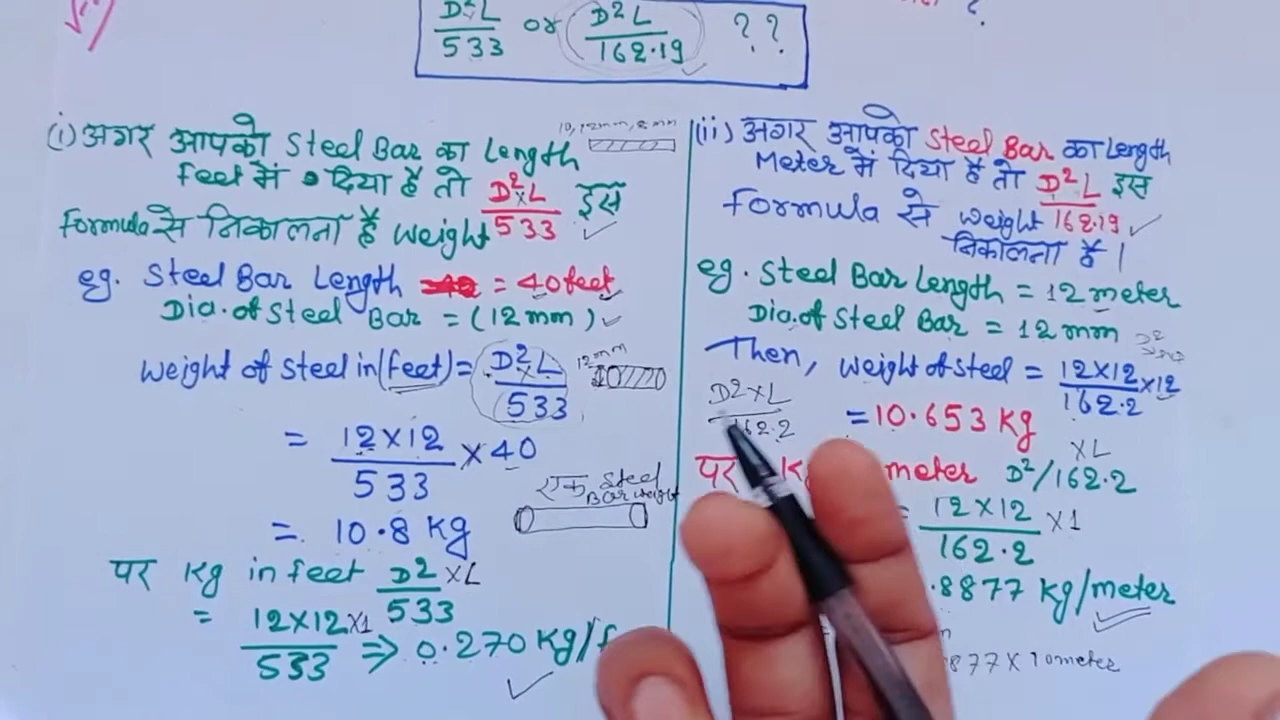 D²L/533 or D²L/162.19 ??
(i) अगर आपको Steel Bar का Length
10, 12mm, 8mm
feet में दिया है तो D²×L/533 इस
Formula से निकालना है weight
eg. Steel Bar Length = 40 feet
Dia. of Steel Bar = (12 mm)
Weight of steel in (feet) = D²×L/533
12mm
= 12×12/533 × 40
= 10.8 Kg
एक Steel
Bar weight
पर Kg in feet D²/533 ×L
= 12×12/533 ×1 ⇒ 0.270 Kg/f
(ii) अगर आपको Steel Bar का Length
Meter में दिया है तो D²L/162.19 इस
Formula से weight
निकालना है।
eg. Steel Bar Length = 12 meter
Dia. of Steel Bar = 12 mm
Then, weight of steel = 12×12/162.2 ×12
D²×L/162.2
= 10.653 Kg
×L
पर K meter D²/162.2
= 12×12/162.2 ×1
.8877 Kg/meter
877 × 10meter